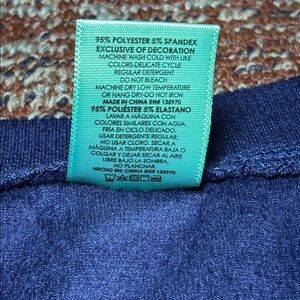 95% POLYESTER 5% SPANDEX
EXCLUSIVE OF DECORATION
MACHINE WASH COLD WITH LIKE
COLORS-DELICATE CYCLE
REGULAR DETERGENT
DO NOT BLEACH
MACHINE DRY LOW TEMPERATURE
OR HANG DRY-DO NOT IRON
MADE IN CHINA RN# 135970
95% POLIÉSTER 5% ELASTANO
LAVAR A MÁQUINA CON
COLORES SIMILARES CON AGUA
FRÍA EN CICLO DELICADO.
USAR DETERGENTE REGULAR.
NO USAR CLORO. SECAR A
MÁQUINA A TEMPERATURA BAJA O
COLGAR Y DEJAR SECAR AL AIRE
LIBRE BAJO LA SOMBRA.
NO PLANCHAR.
HECHO EN: CHINA RN# 135970